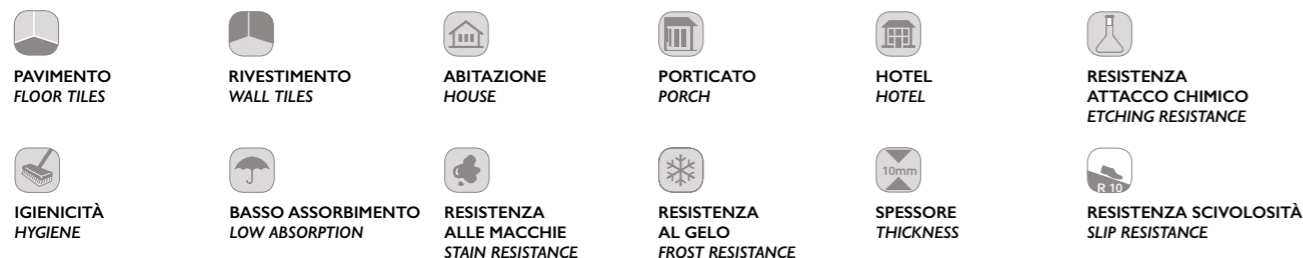 PAVIMENTO
FLOOR TILES
RIVESTIMENTO
WALL TILES
ABITAZIONE
HOUSE
PORTICATO
PORCH
HOTEL
HOTEL
RESISTENZA
ATTACCO CHIMICO
ETCHING RESISTANCE
IGIENICITÀ
HYGIENE
BASSO ASSORBIMENTO
LOW ABSORPTION
RESISTENZA
ALLE MACCHIE
STAIN RESISTANCE
RESISTENZA
AL GELO
FROST RESISTANCE
10mm
SPESSORE
THICKNESS
R 10
RESISTENZA SCIVOLOSITÀ
SLIP RESISTANCE